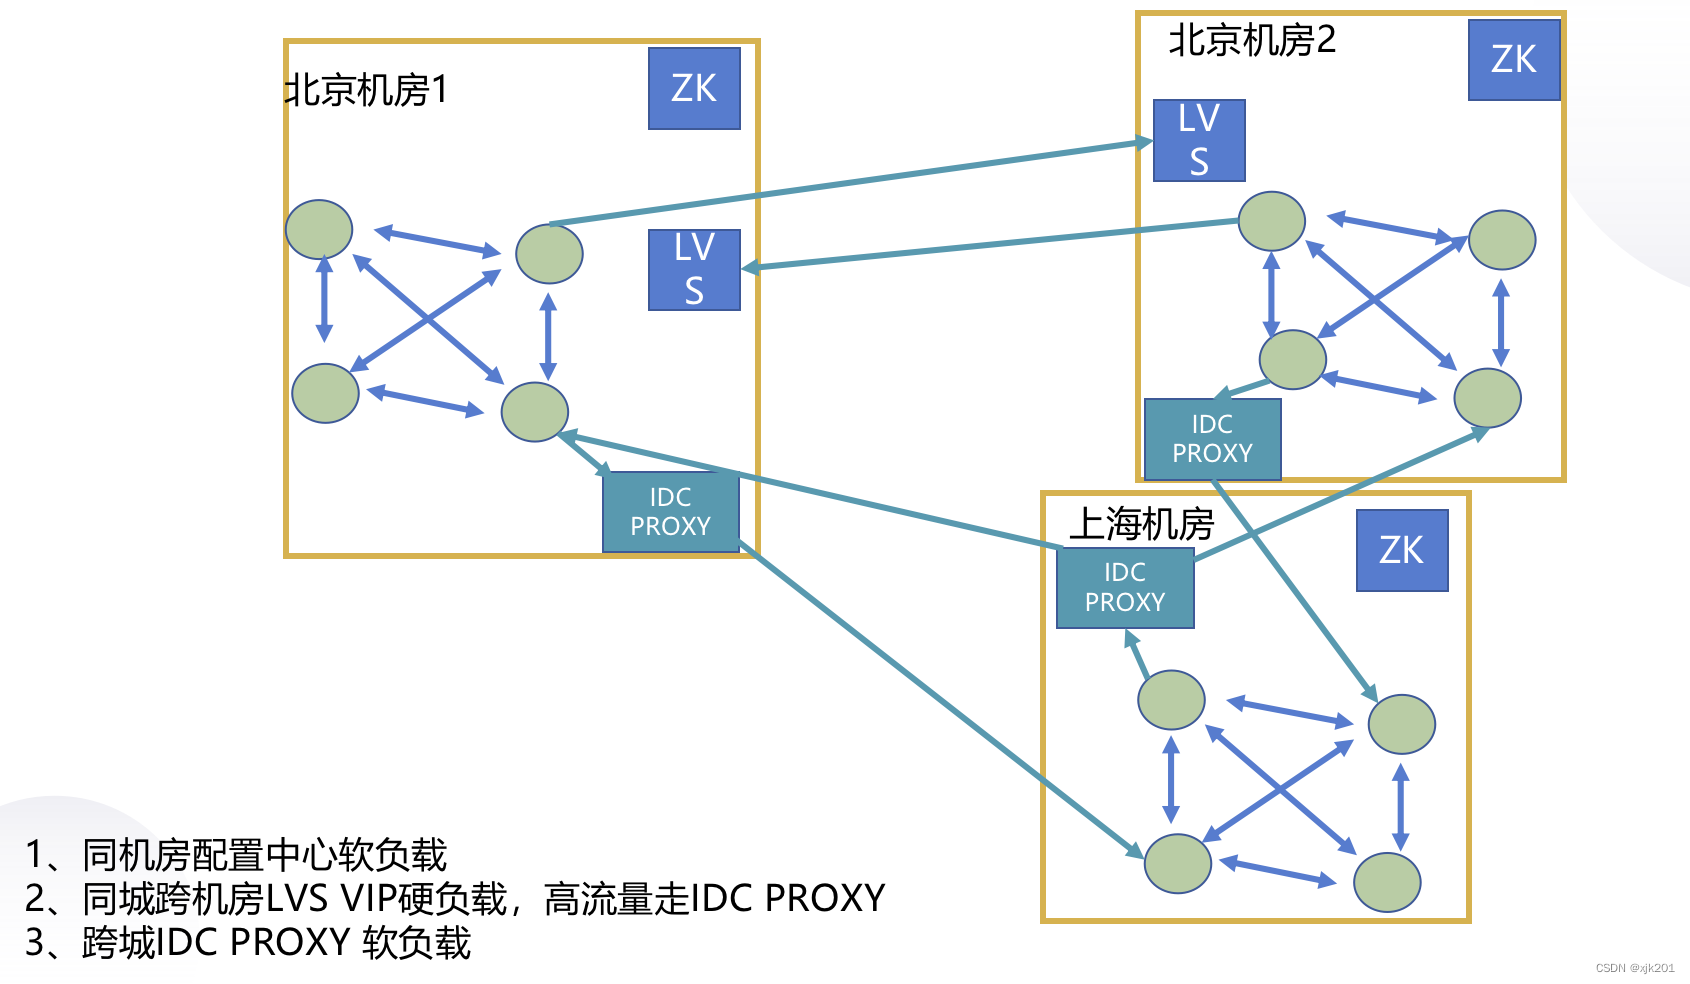 北京机房1
ZK
LV
S
IDC
PROXY
北京机房2
ZK
LV
S
IDC
PROXY
上海机房
ZK
IDC
PROXY
1、同机房配置中心软负载
2、同城跨机房LVS VIP硬负载，高流量走IDC PROXY
3、跨城IDC PROXY 软负载
CSDN @xjk201